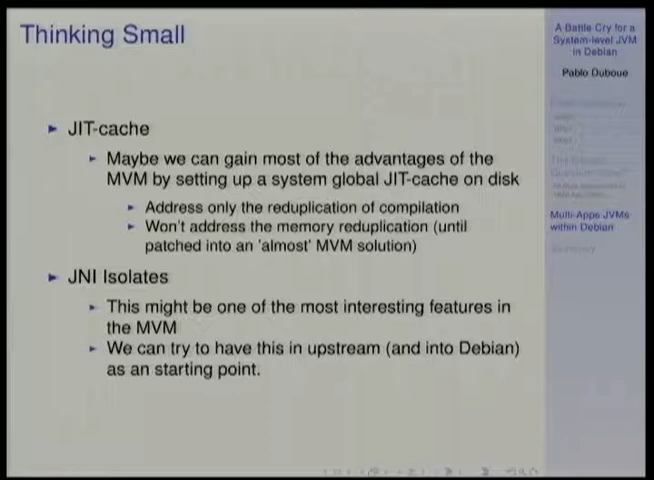 Thinking Small
JIT-cache
Maybe we can gain most of the advantages of the
MVM by setting up a system global JIT-cache on disk
Address only the reduplication of compilation
Won't address the memory reduplication (until
patched into an 'almost' MVM solution)
JNI Isolates
This might be one of the most interesting features in
the MVM
We can try to have this in upstream (and into Debian)
as an starting point.
A Battle Cry for a
System-level JVM
in Debian
Pablo Duboue
Multi-Apps JVMs
within Debian